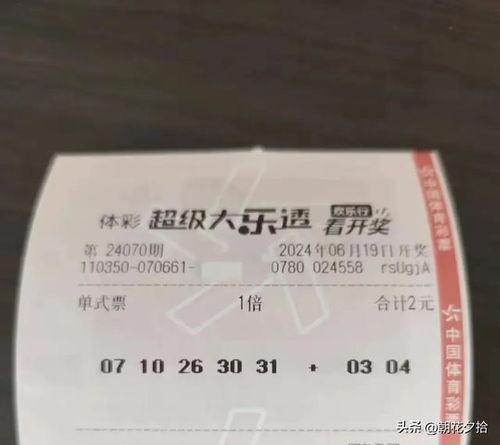 体彩 超级大乐透 欢乐行 看开奖
第 24070期 2024年06月19日开奖
110350-070661- 0780 024558 rsUgjA
单式票 1倍 合计2元
07 10 26 30 31 + 03 04
中国体育彩票
中国体育彩票
头条 @朝花夕拾